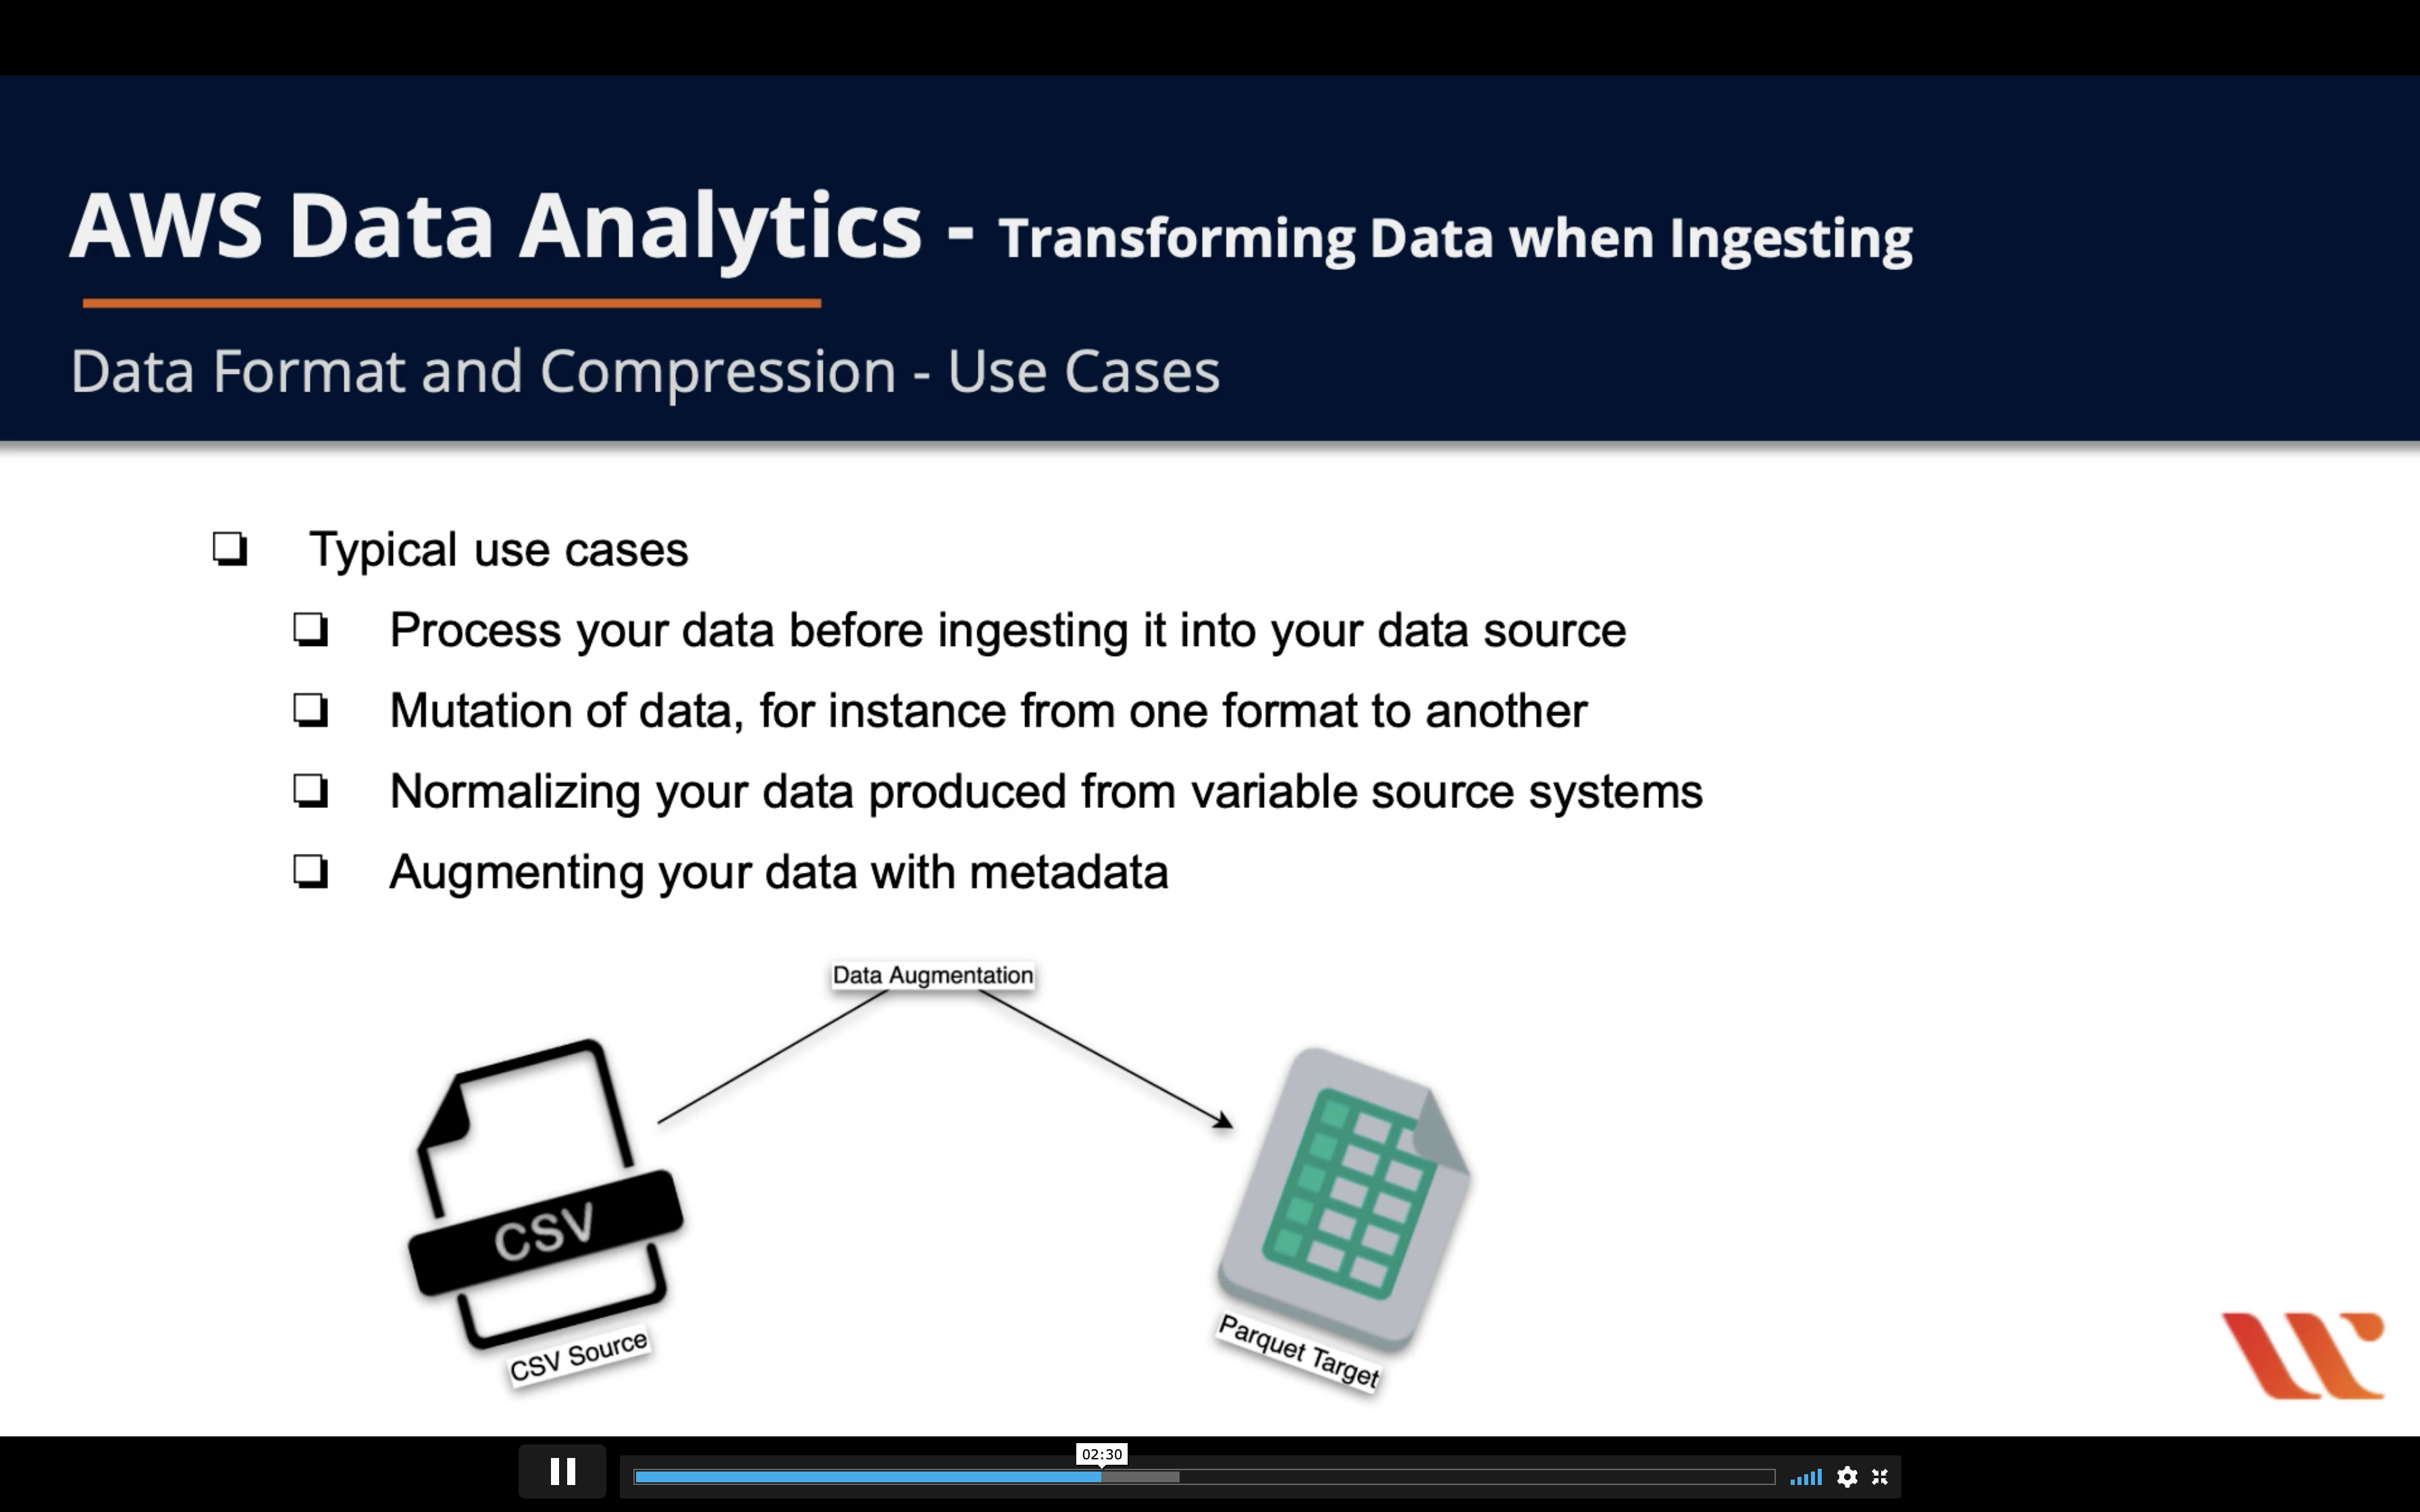 AWS Data Analytics - Transforming Data when Ingesting
Data Format and Compression - Use Cases
Typical use cases
Process your data before ingesting it into your data source
Mutation of data, for instance from one format to another
Normalizing your data produced from variable source systems
Augmenting your data with metadata
Data Augmentation
CSV
CSV Source
Parquet Target
02:30